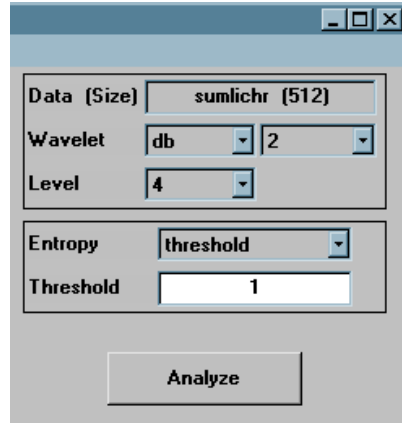 Data (Size) sumlichr (512)
Wavelet db 2
Level 4
Entropy threshold
Threshold 1
Analyze